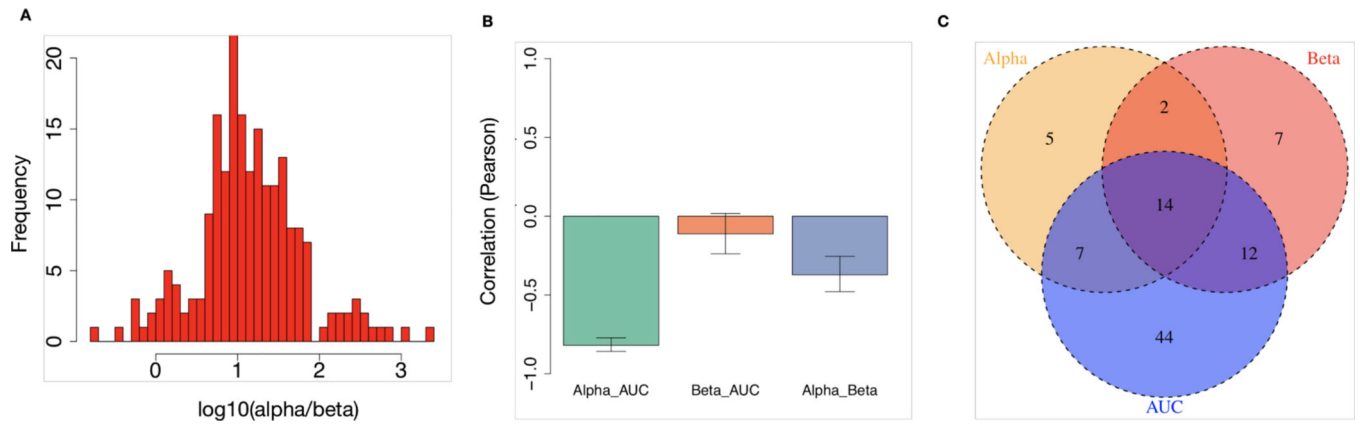 A
Frequency
20
15
10
5
0
0 1 2 3
log10(alpha/beta)
B
Correlation (Pearson)
1.0
0.5
0.0
−0.5
−1.0
Alpha_AUC Beta_AUC Alpha_Beta
C
Alpha Beta
2
5 7
14
7 12
44
AUC